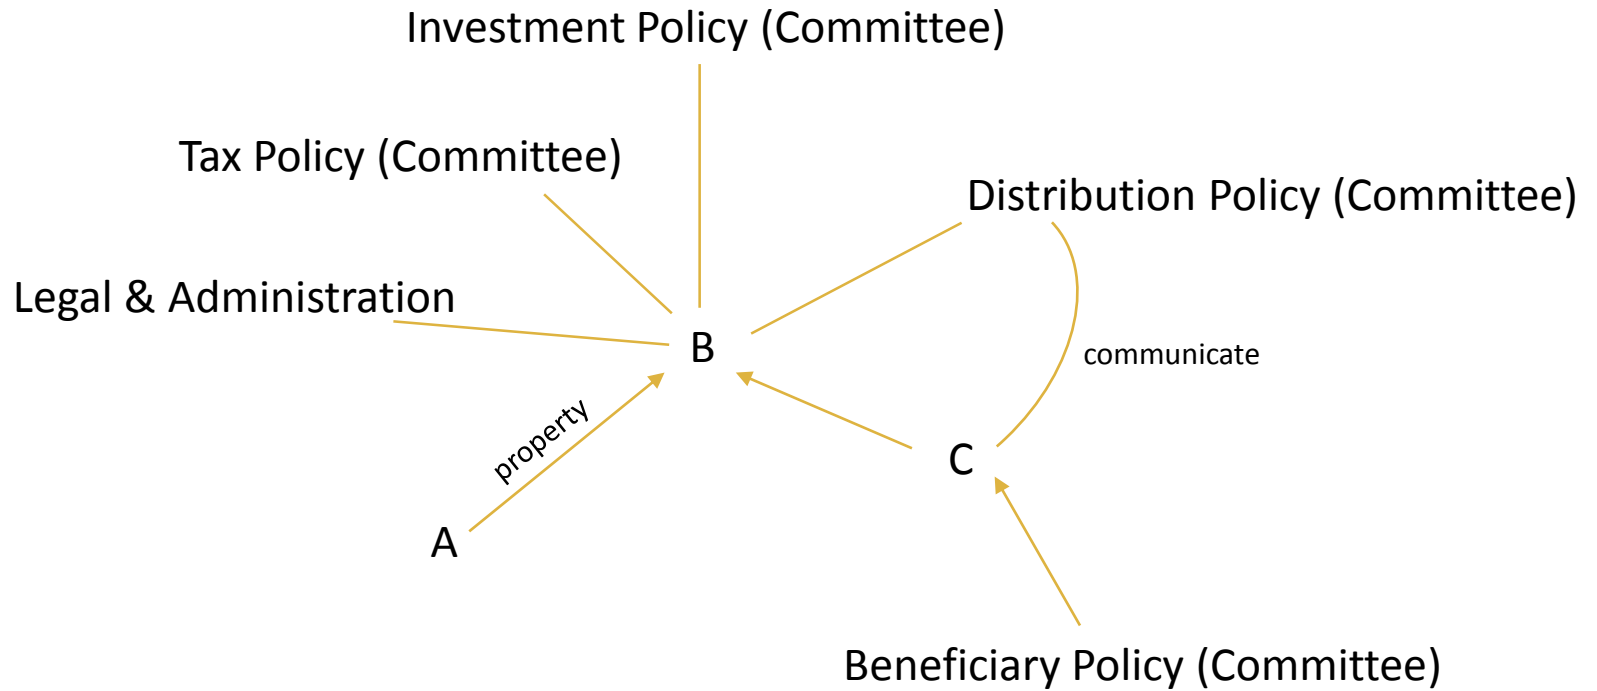 Investment Policy (Committee)
Tax Policy (Committee)
Distribution Policy (Committee)
Legal & Administration
B
communicate
property
C
A
Beneficiary Policy (Committee)